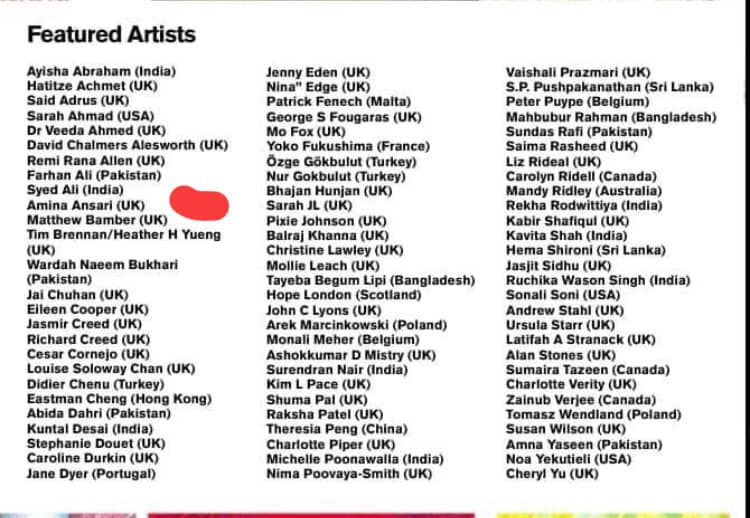 Featured Artists
Ayisha Abraham (India)
Hatitze Achmet (UK)
Said Adrus (UK)
Sarah Ahmad (USA)
Dr Veeda Ahmed (UK)
David Chalmers Alesworth (UK)
Remi Rana Allen (UK)
Farhan Ali (Pakistan)
Syed Ali (India)
Amina Ansari (UK)
Matthew Bamber (UK)
Tim Brennan/Heather H Yueng
(UK)
Wardah Naeem Bukhari
(Pakistan)
Jai Chuhan (UK)
Eileen Cooper (UK)
Jasmir Creed (UK)
Richard Creed (UK)
Cesar Cornejo (UK)
Louise Soloway Chan (UK)
Didier Chenu (Turkey)
Eastman Cheng (Hong Kong)
Abida Dahri (Pakistan)
Kuntal Desai (India)
Stephanie Douet (UK)
Caroline Durkin (UK)
Jane Dyer (Portugal)
Jenny Eden (UK)
Nina" Edge (UK)
Patrick Fenech (Malta)
George S Fougaras (UK)
Mo Fox (UK)
Yoko Fukushima (France)
Özge Gökbulut (Turkey)
Nur Gokbulut (Turkey)
Bhajan Hunjan (UK)
Sarah JL (UK)
Pixie Johnson (UK)
Balraj Khanna (UK)
Christine Lawley (UK)
Mollie Leach (UK)
Tayeba Begum Lipi (Bangladesh)
Hope London (Scotland)
John C Lyons (UK)
Arek Marcinkowski (Poland)
Monali Meher (Belgium)
Ashokkumar D Mistry (UK)
Surendran Nair (India)
Kim L Pace (UK)
Shuma Pal (UK)
Raksha Patel (UK)
Theresia Peng (China)
Charlotte Piper (UK)
Michelle Poonawalla (India)
Nima Poovaya-Smith (UK)
Vaishali Prazmari (UK)
S.P. Pushpakanathan (Sri Lanka)
Peter Puype (Belgium)
Mahbubur Rahman (Bangladesh)
Sundas Rafi (Pakistan)
Saima Rasheed (UK)
Liz Rideal (UK)
Carolyn Ridell (Canada)
Mandy Ridley (Australia)
Rekha Rodwittiya (India)
Kabir Shafiqul (UK)
Kavita Shah (India)
Hema Shironi (Sri Lanka)
Jasjit Sidhu (UK)
Ruchika Wason Singh (India)
Sonali Soni (USA)
Andrew Stahl (UK)
Ursula Starr (UK)
Latifah A Stranack (UK)
Alan Stones (UK)
Sumaira Tazeen (Canada)
Charlotte Verity (UK)
Zainub Verjee (Canada)
Tomasz Wendland (Poland)
Susan Wilson (UK)
Amna Yaseen (Pakistan)
Noa Yekutieli (USA)
Cheryl Yu (UK)